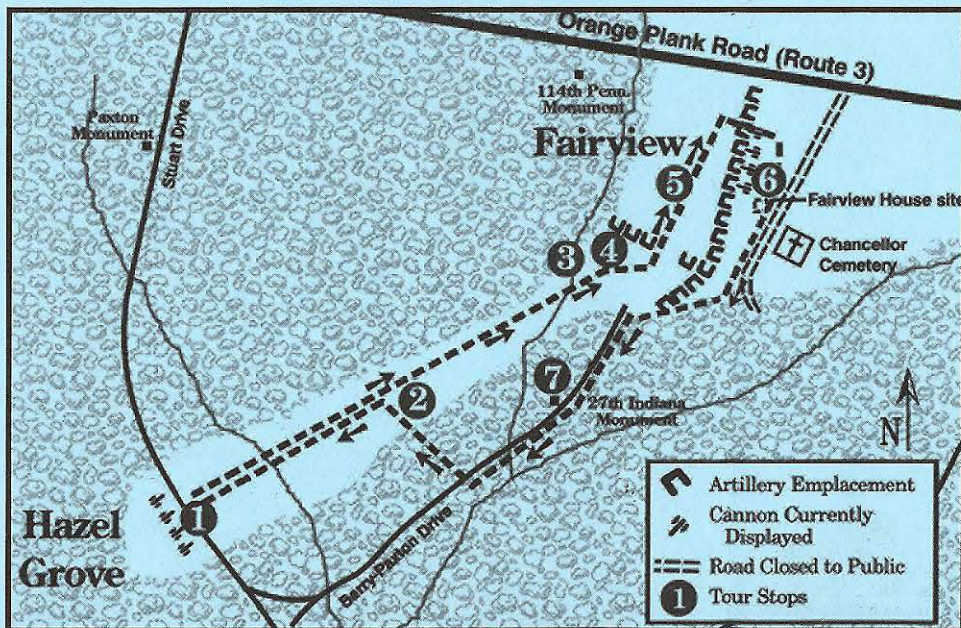 Orange Plank Road (Route 3)
114th Penn.
Monument
Paxton
Monument
Stuart Drive
Fairview
5
6
Fairview House site
3
4
Chancellor
Cemetery
7
2
27th Indiana
Monument
N
1
Hazel
Grove
Barry-Paxton Drive
Artillery Emplacement
Cannon Currently
Displayed
Road Closed to Public
1 Tour Stops